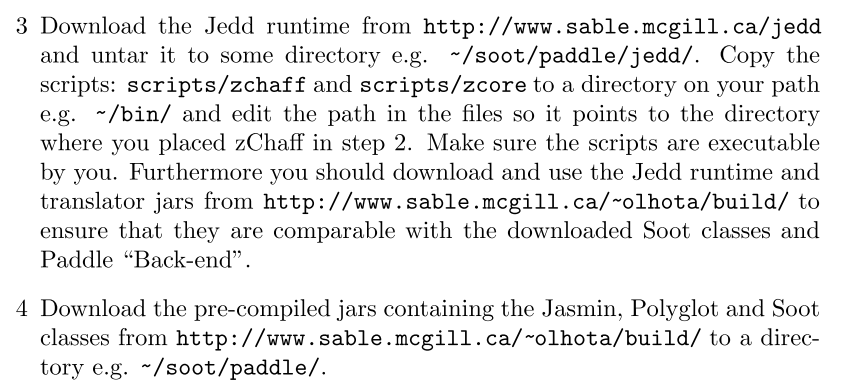 3 Download the Jedd runtime from http://www.sable.mcgill.ca/jedd
and untar it to some directory e.g. ~/soot/paddle/jedd/. Copy the
scripts: scripts/zchaff and scripts/zcore to a directory on your path
e.g. ~/bin/ and edit the path in the files so it points to the directory
where you placed zChaff in step 2. Make sure the scripts are executable
by you. Furthermore you should download and use the Jedd runtime and
translator jars from http://www.sable.mcgill.ca/~olhota/build/ to
ensure that they are comparable with the downloaded Soot classes and
Paddle “Back-end”.
4 Download the pre-compiled jars containing the Jasmin, Polyglot and Soot
classes from http://www.sable.mcgill.ca/~olhota/build/ to a direc-
tory e.g. ~/soot/paddle/.